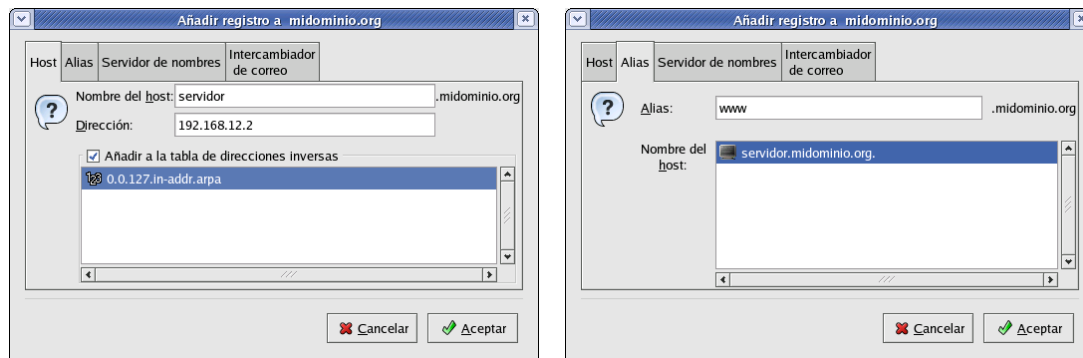 Añadir registro a midominio.org
Host Alias Servidor de nombres Intercambiador de correo
Nombre del host: servidor .midominio.org
Dirección: 192.168.12.2
Añadir a la tabla de direcciones inversas
0.0.127.in-addr.arpa
Cancelar Aceptar
Añadir registro a midominio.org
Host Alias Servidor de nombres Intercambiador de correo
Alias: www .midominio.org
Nombre del host: servidor.midominio.org.
Cancelar Aceptar